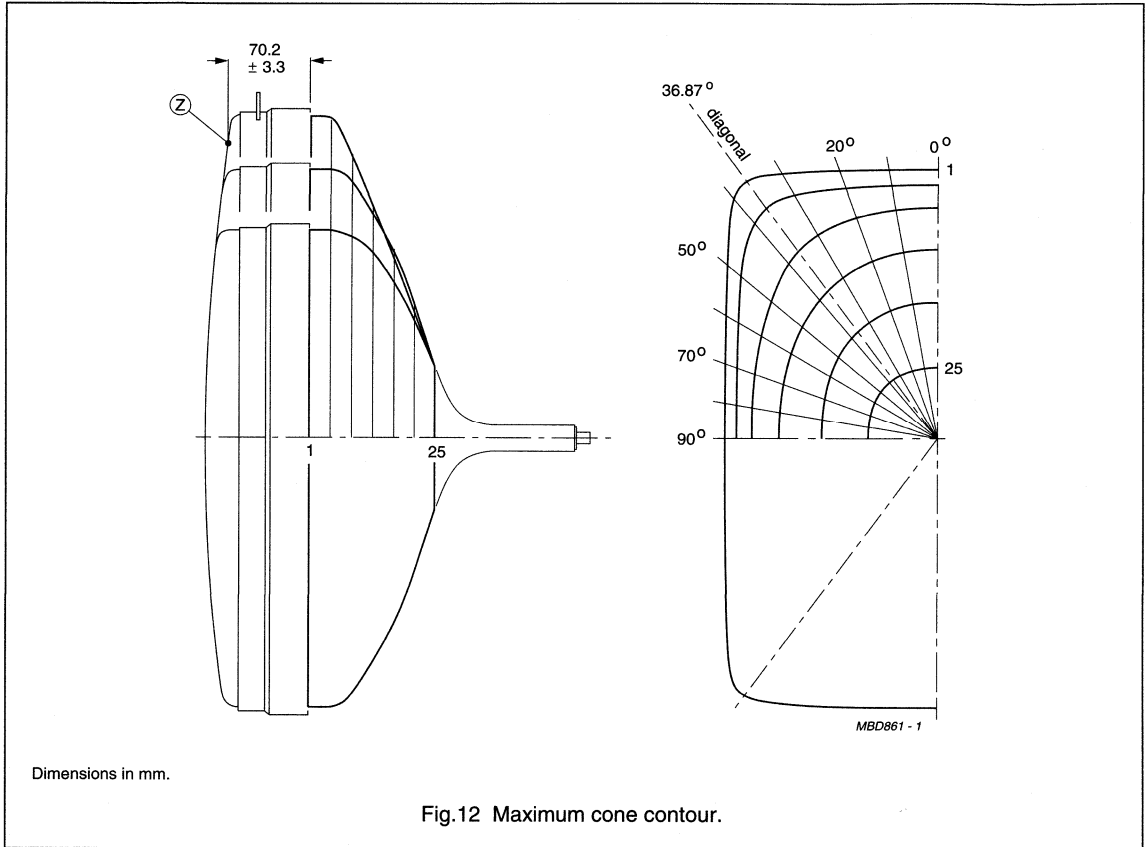 70.2
± 3.3
Z
1
25
36.87°
diagonal
20°
0°
1
50°
70°
25
90°
MBD861 - 1
Dimensions in mm.
Fig.12 Maximum cone contour.